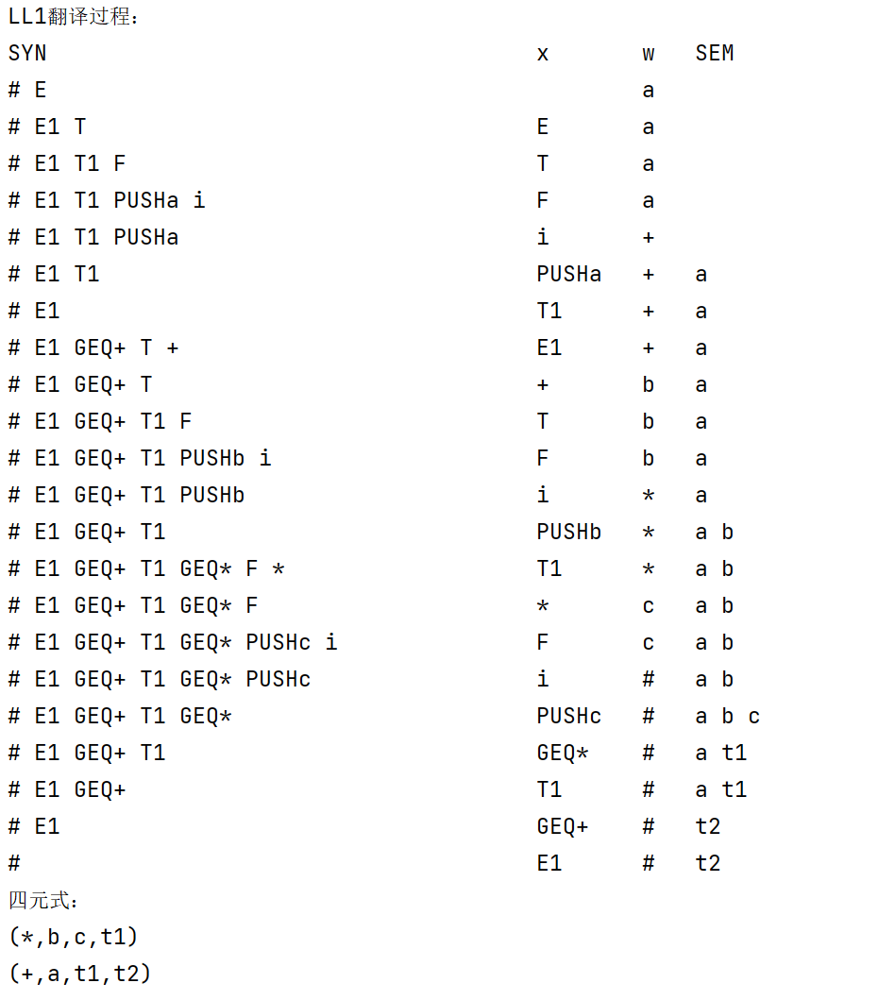 LL1翻译过程：
SYN x w SEM
# E a
# E1 T E a
# E1 T1 F T a
# E1 T1 PUSHa i F a
# E1 T1 PUSHa i +
# E1 T1 PUSHa + a
# E1 T1 + a
# E1 GEQ+ T + E1 + a
# E1 GEQ+ T + b a
# E1 GEQ+ T1 F T b a
# E1 GEQ+ T1 PUSHb i F b a
# E1 GEQ+ T1 PUSHb i * a
# E1 GEQ+ T1 PUSHb * a b
# E1 GEQ+ T1 GEQ* F * T1 * a b
# E1 GEQ+ T1 GEQ* F * c a b
# E1 GEQ+ T1 GEQ* PUSHc i F c a b
# E1 GEQ+ T1 GEQ* PUSHc i # a b
# E1 GEQ+ T1 GEQ* PUSHc # a b c
# E1 GEQ+ T1 GEQ* # a t1
# E1 GEQ+ T1 # a t1
# E1 GEQ+ # t2
# E1 # t2
四元式：
(*,b,c,t1)
(+,a,t1,t2)